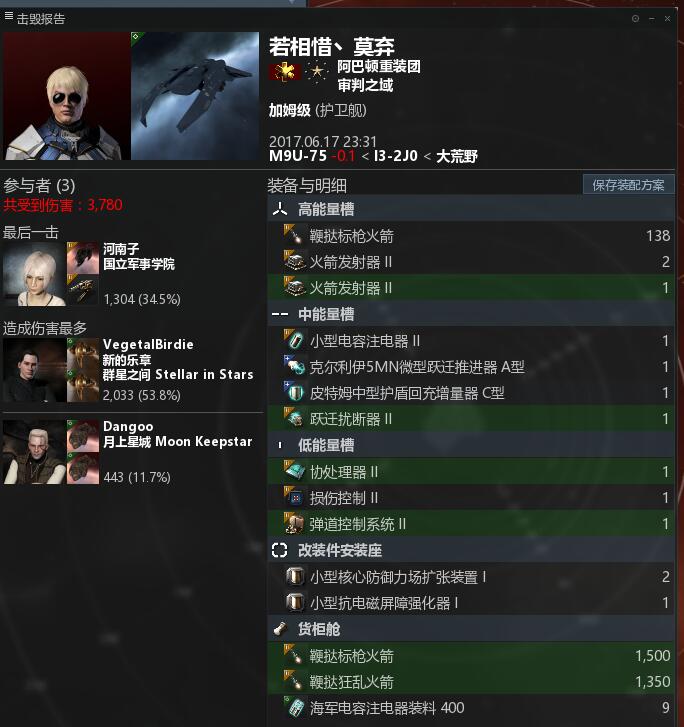 击毁报告
若相惜、莫弃
阿巴顿重装团
审判之域
加姆级 (护卫舰)
2017.06.17 23:31
M9U-75 -0.1 < I3-2J0 < 大荒野
参与者 (3)
共受到伤害：3,780
最后一击
河南子
国立军事学院
1,304 (34.5%)
造成伤害最多
VegetalBirdie
新的乐章
群星之间 Stellar in Stars
2,033 (53.8%)
Dangoo
月上星城 Moon Keepstar
443 (11.7%)
装备与明细
保存装配方案
高能量槽
鞭挞标枪火箭 138
火箭发射器 II 2
火箭发射器 II 1
中能量槽
小型电容注电器 II 1
克尔利伊5MN微型跃迁推进器 A型 1
皮特姆中型护盾回充增量器 C型 1
跃迁扰断器 II 1
低能量槽
协处理器 II 1
损伤控制 II 1
弹道控制系统 II 1
改装件安装座
小型核心防御力场扩张装置 I 2
小型抗电磁屏障强化器 I 1
货柜舱
鞭挞标枪火箭 1,500
鞭挞狂乱火箭 1,350
海军电容注电器装料 400 9